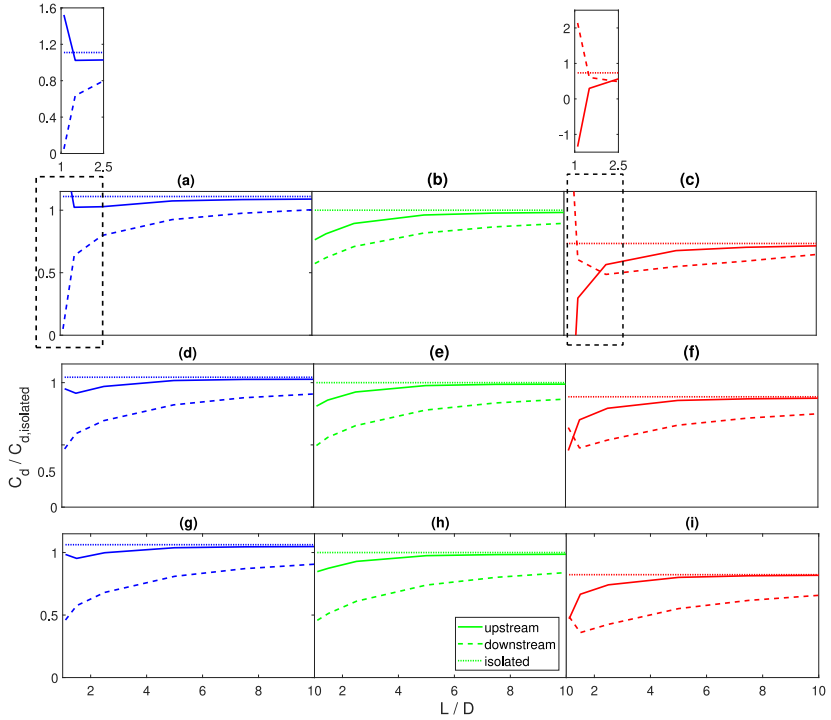 1.6
1.2
0.8
0.4
0
1 2.5
2
1
0
-1
1 2.5
(a) (b) (c)
1
0.5
0
(d) (e) (f)
1
0.5
0
(g) (h) (i)
1
0.5
2 4 6 8 10 2 4 6 8 10 2 4 6 8 10
upstream
downstream
isolated
L / D
C_d / C_d,isolated